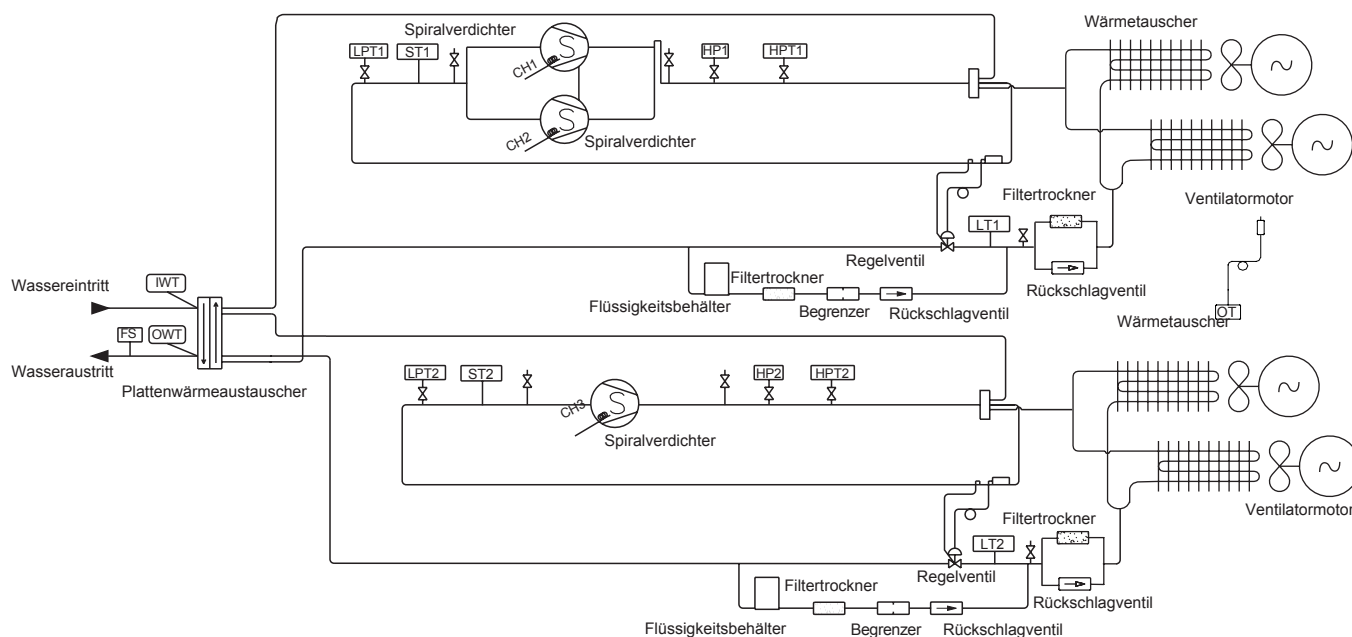 Spiralverdichter
Wärmetauscher
LPT1
ST1
HP1
HPT1
CH1
CH2
Spiralverdichter
Ventilatormotor
Filtertrockner
LT1
Regelventil
Rückschlagventil
Filtertrockner
Flüssigkeitsbehälter
Begrenzer
Rückschlagventil
OT
Wärmetauscher
Wassereintritt
IWT
FS
OWT
Wasseraustritt
Plattenwärmeaustauscher
LPT2
ST2
HP2
HPT2
CH3
Spiralverdichter
Ventilatormotor
Filtertrockner
LT2
Regelventil
Rückschlagventil
Filtertrockner
Flüssigkeitsbehälter
Begrenzer
Rückschlagventil